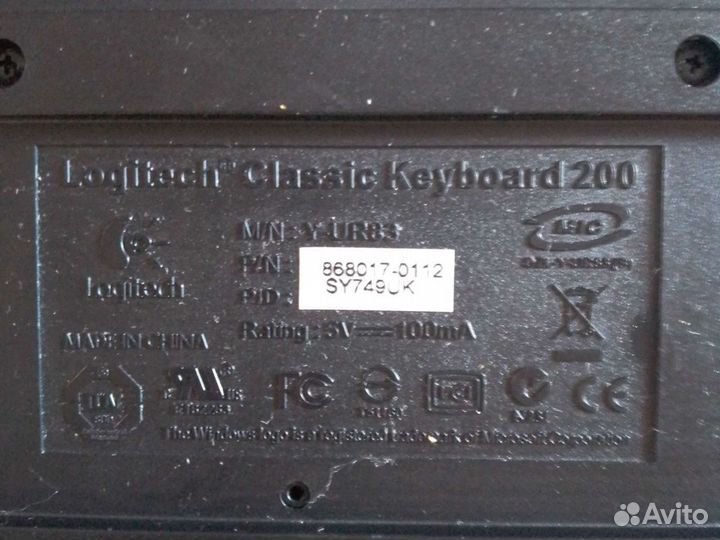 Logitech® Classic Keyboard 200
M/N : Y-UR83
Logitech
P/N : 868017-0112
PID : SY749UK
Rating : 5V 100mA
MADE IN CHINA
FC
CE
The Windows logo is a registered trademark of Microsoft Corporation
Avito